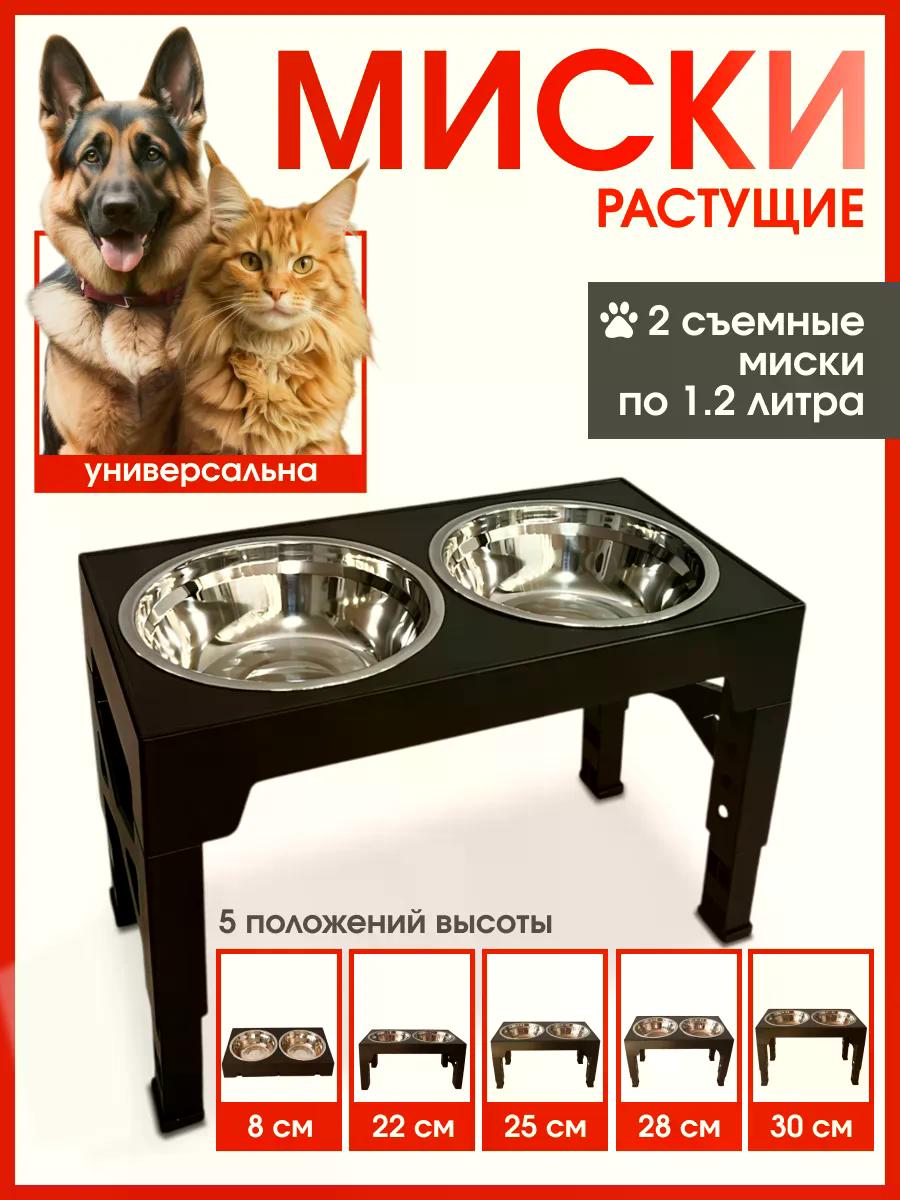 МИСКИ
РАСТУЩИЕ
2 съемные
миски
по 1.2 литра
универсальна
5 положений высоты
8 см
22 см
25 см
28 см
30 см